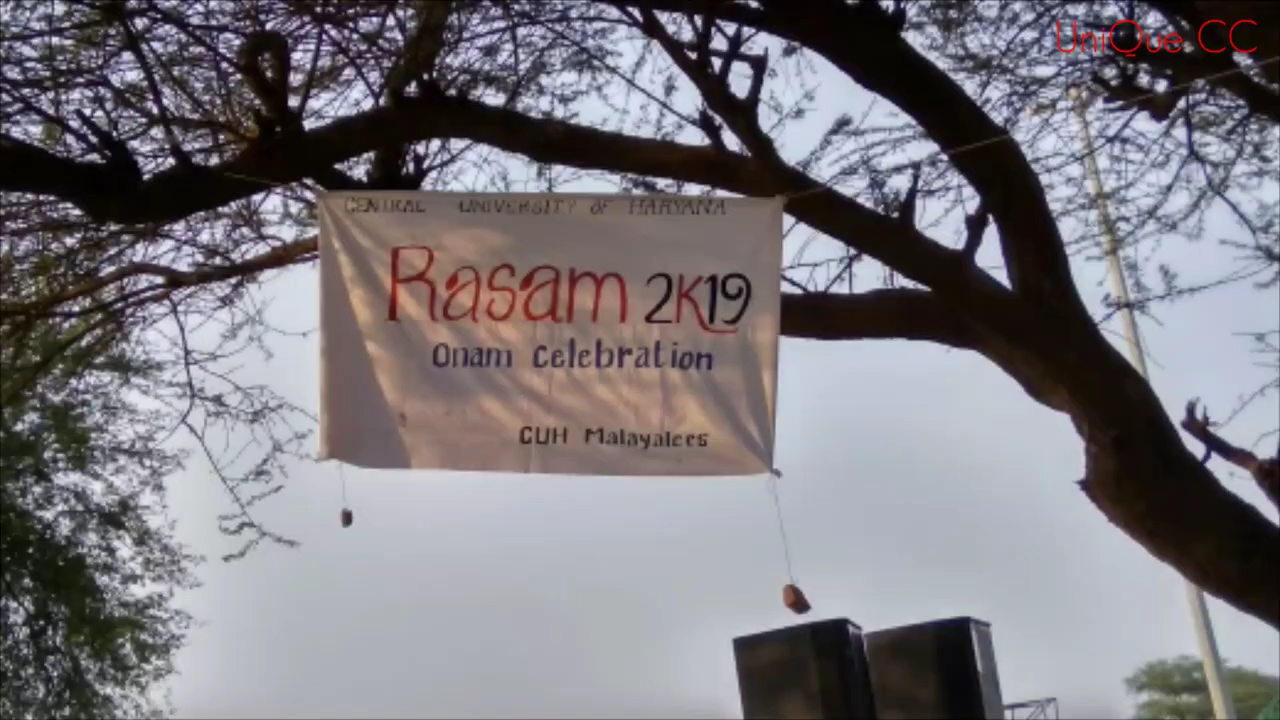 UniQue CC
CENTRAL UNIVERSITY OF HARYANA
Rasam 2K19
Onam Celebration
CUH Malayalees